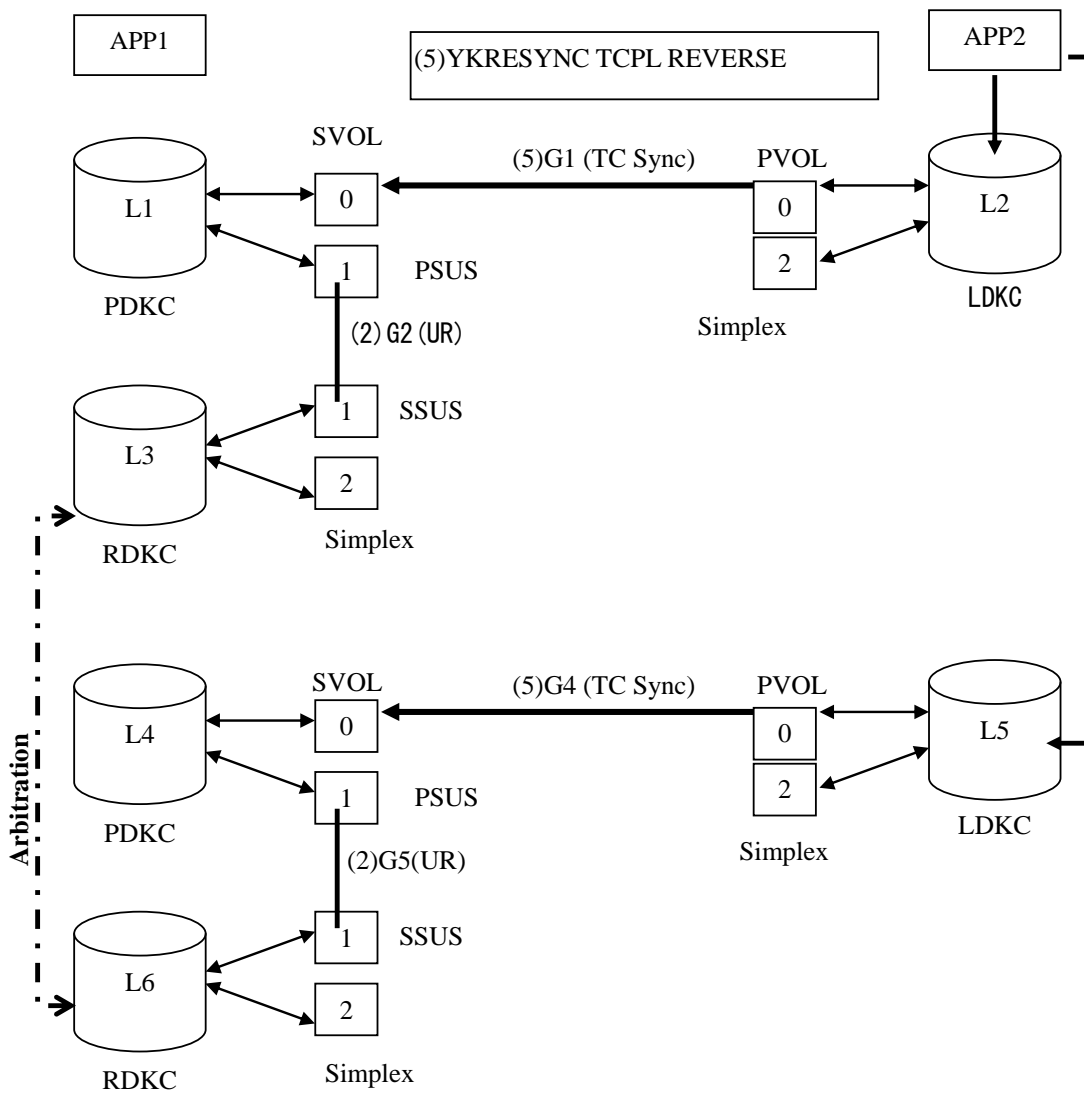 APP1
(5)YKRESYNC TCPL REVERSE
APP2
SVOL
(5)G1 (TC Sync)
PVOL
L1
0
0
L2
1
PSUS
2
PDKC
LDKC
Simplex
(2) G2(UR)
1
SSUS
L3
2
Simplex
RDKC
SVOL
(5)G4 (TC Sync)
PVOL
L4
0
0
L5
1
PSUS
2
PDKC
LDKC
Simplex
Arbitration
(2)G5(UR)
1
SSUS
L6
2
RDKC
Simplex